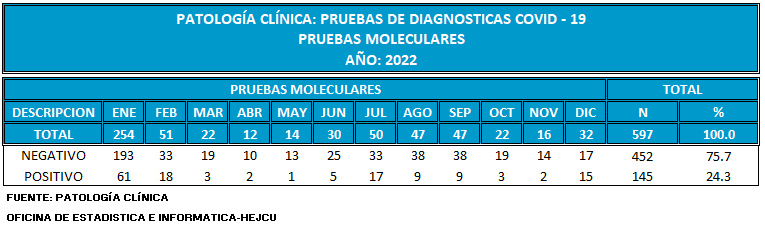 PATOLOGÍA CLÍNICA: PRUEBAS DE DIAGNOSTICAS COVID - 19
PRUEBAS MOLECULARES
AÑO: 2022
PRUEBAS MOLECULARES TOTAL
DESCRIPCION ENE FEB MAR ABR MAY JUN JUL AGO SEP OCT NOV DIC N %
TOTAL 254 51 22 12 14 30 50 47 47 22 16 32 597 100.0
NEGATIVO 193 33 19 10 13 25 33 38 38 19 14 17 452 75.7
POSITIVO 61 18 3 2 1 5 17 9 9 3 2 15 145 24.3
FUENTE: PATOLOGÍA CLÍNICA
OFICINA DE ESTADISTICA E INFORMATICA-HEJCU